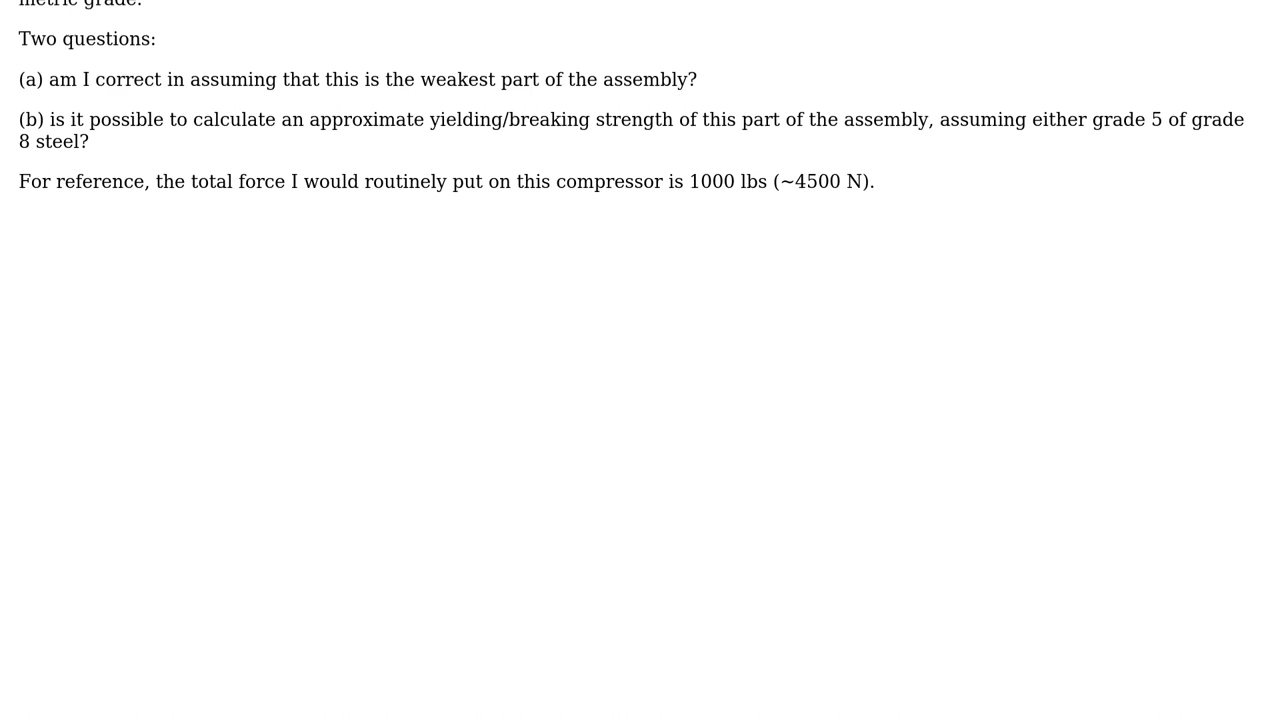 metric grade.
Two questions:
(a) am I correct in assuming that this is the weakest part of the assembly?
(b) is it possible to calculate an approximate yielding/breaking strength of this part of the assembly, assuming either grade 5 of grade
8 steel?
For reference, the total force I would routinely put on this compressor is 1000 lbs (~4500 N).